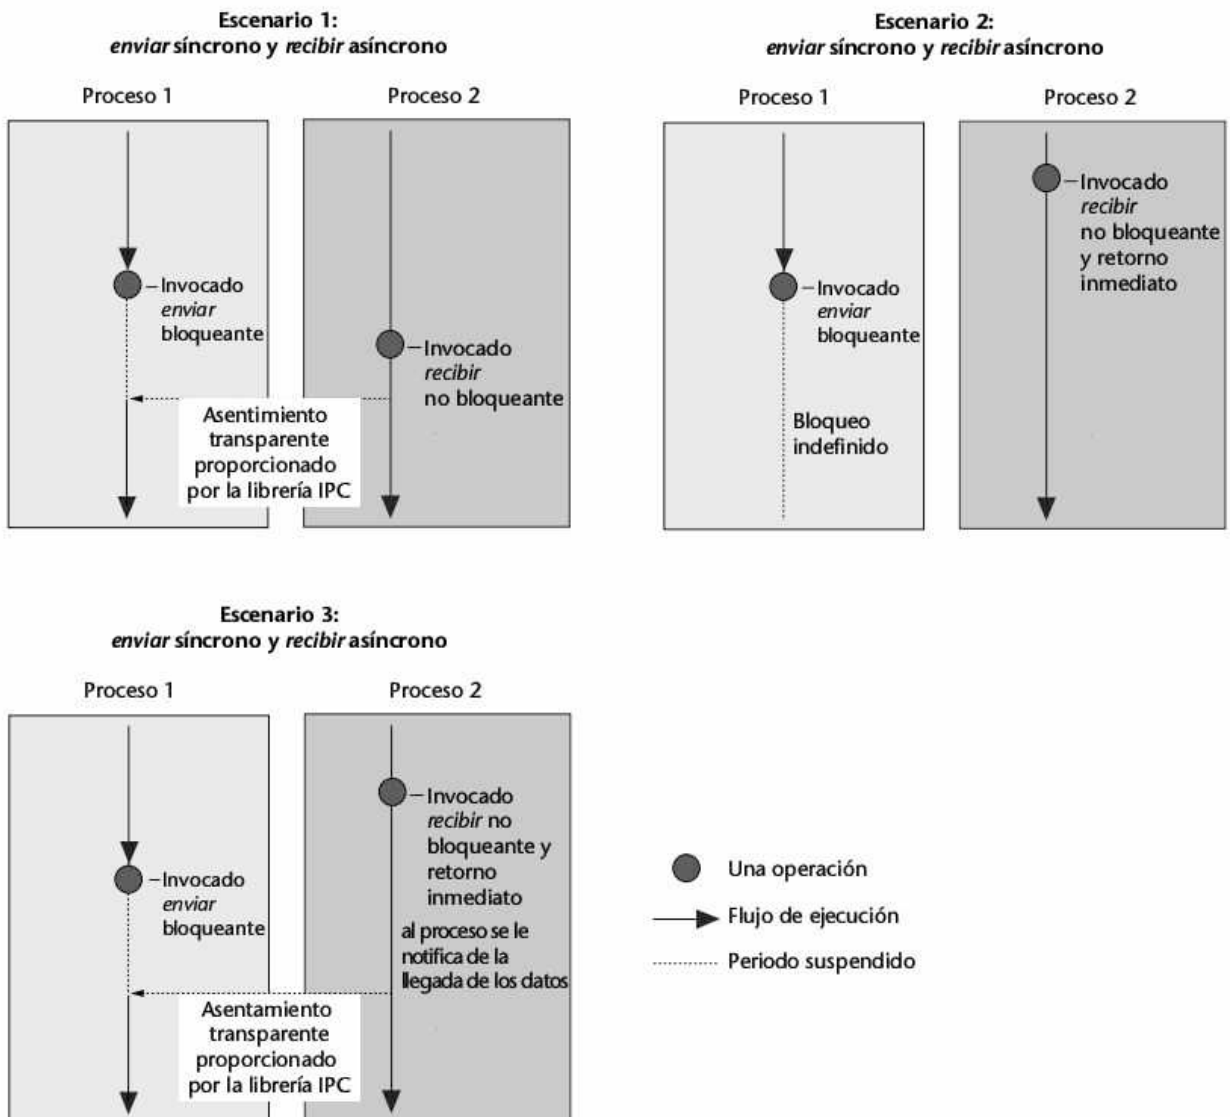 Escenario 1:
enviar síncrono y recibir asíncrono
Proceso 1
Proceso 2
Invocado
enviar
bloqueante
Invocado
recibir
no bloqueante
Asentimiento
transparente
proporcionado
por la librería IPC
Escenario 2:
enviar síncrono y recibir asíncrono
Proceso 1
Proceso 2
Invocado
enviar
bloqueante
Bloqueo
indefinido
Invocado
recibir
no bloqueante
y retorno
inmediato
Escenario 3:
enviar síncrono y recibir asíncrono
Proceso 1
Proceso 2
Invocado
enviar
bloqueante
Invocado
recibir no
bloqueante y
retorno
inmediato
al proceso se le
notifica de la
llegada de los datos
Asentamiento
transparente
proporcionado
por la librería IPC
Una operación
Flujo de ejecución
Periodo suspendido